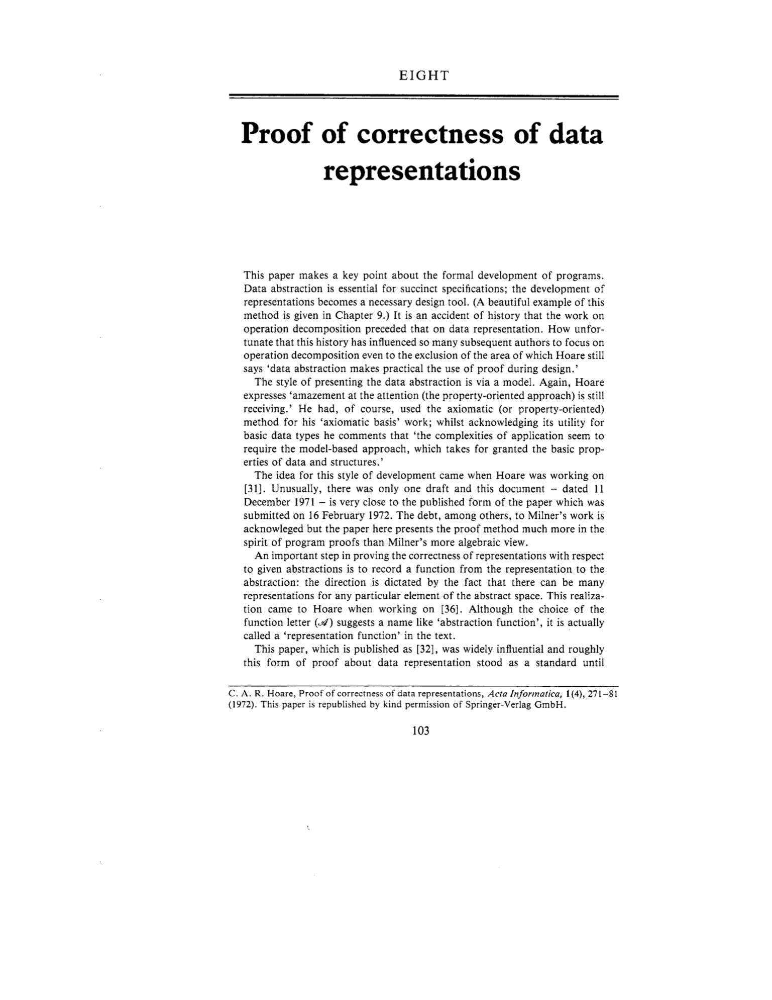 EIGHT
Proof of correctness of data
representations
This paper makes a key point about the formal development of programs.
Data abstraction is essential for succinct specifications; the development of
representations becomes a necessary design tool. (A beautiful example of this
method is given in Chapter 9.) It is an accident of history that the work on
operation decomposition preceded that on data representation. How unfor-
tunate that this history has influenced so many subsequent authors to focus on
operation decomposition even to the exclusion of the area of which Hoare still
says ‘data abstraction makes practical the use of proof during design.’
The style of presenting the data abstraction is via a model. Again, Hoare
expresses ‘amazement at the attention (the property-oriented approach) is still
receiving.’ He had, of course, used the axiomatic (or property-oriented)
method for his ‘axiomatic basis’ work; whilst acknowledging its utility for
basic data types he comments that ‘the complexities of application seem to
require the model-based approach, which takes for granted the basic prop-
erties of data and structures.’
The idea for this style of development came when Hoare was working on
[31]. Unusually, there was only one draft and this document – dated 11
December 1971 – is very close to the published form of the paper which was
submitted on 16 February 1972. The debt, among others, to Milner’s work is
acknowleged but the paper here presents the proof method much more in the
spirit of program proofs than Milner’s more algebraic view.
An important step in proving the correctness of representations with respect
to given abstractions is to record a function from the representation to the
abstraction: the direction is dictated by the fact that there can be many
representations for any particular element of the abstract space. This realiza-
tion came to Hoare when working on [36]. Although the choice of the
function letter (𝒜) suggests a name like ‘abstraction function’, it is actually
called a ‘representation function’ in the text.
This paper, which is published as [32], was widely influential and roughly
this form of proof about data representation stood as a standard until
C. A. R. Hoare, Proof of correctness of data representations, Acta Informatica, 1(4), 271–81
(1972). This paper is republished by kind permission of Springer-Verlag GmbH.
103